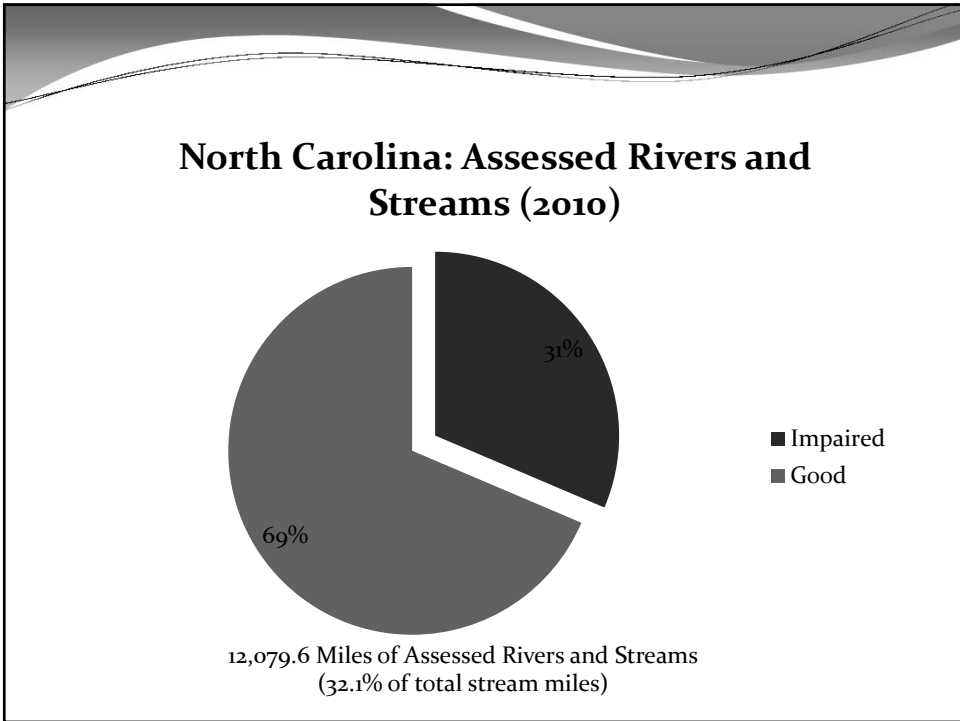 North Carolina: Assessed Rivers and
Streams (2010)
31%
69%
Impaired
Good
12,079.6 Miles of Assessed Rivers and Streams
(32.1% of total stream miles)